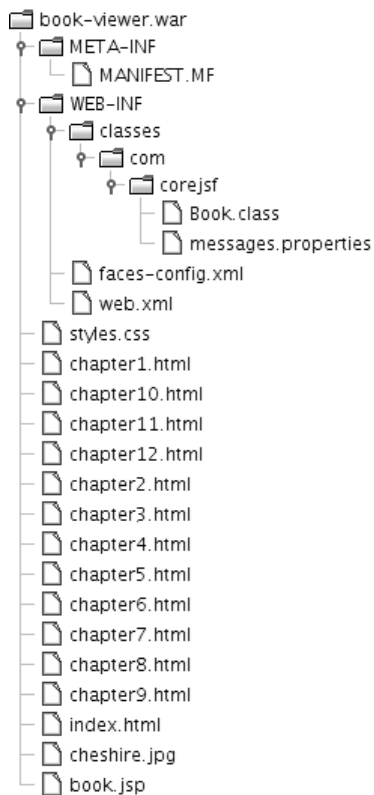 book-viewer.war
META-INF
MANIFEST.MF
WEB-INF
classes
com
corejsf
Book.class
messages.properties
faces-config.xml
web.xml
styles.css
chapter1.html
chapter10.html
chapter11.html
chapter12.html
chapter2.html
chapter3.html
chapter4.html
chapter5.html
chapter6.html
chapter7.html
chapter8.html
chapter9.html
index.html
cheshire.jpg
book.jsp